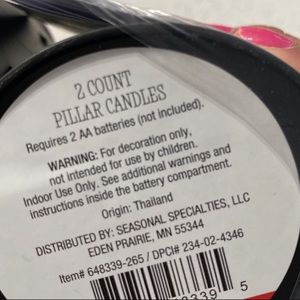 2 COUNT
PILLAR CANDLES
Requires 2 AA batteries (not included).
WARNING: For decoration only,
not intended for use by children.
Indoor Use Only. See additional warnings and
instructions inside the battery compartment.
Origin: Thailand
DISTRIBUTED BY: SEASONAL SPECIALTIES, LLC
EDEN PRAIRIE, MN 55344
Item# 648339-265 / DPCI# 234-02-4346
8339 5